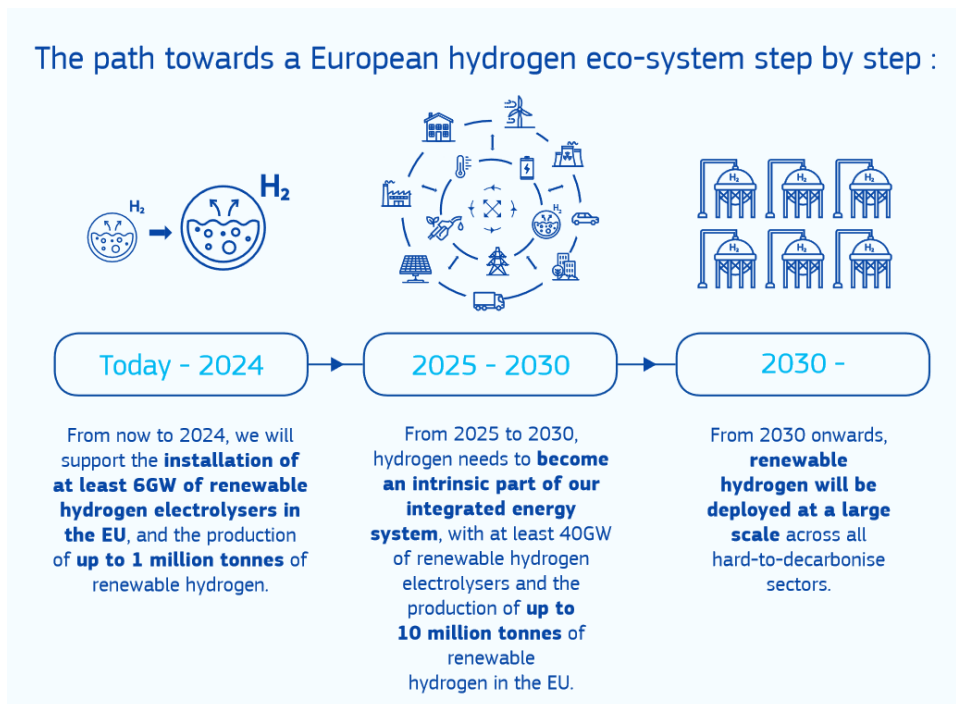 The path towards a European hydrogen eco-system step by step :
H₂
H₂
H₂
H₂
H₂
H₂
H₂
H₂
H₂
Today - 2024
2025 - 2030
2030 -
From now to 2024, we will
support the installation of
at least 6GW of renewable
hydrogen electrolysers in
the EU, and the production
of up to 1 million tonnes of
renewable hydrogen.
From 2025 to 2030,
hydrogen needs to become
an intrinsic part of our
integrated energy
system, with at least 40GW
of renewable hydrogen
electrolysers and the
production of up to
10 million tonnes of
renewable
hydrogen in the EU.
From 2030 onwards,
renewable
hydrogen will be
deployed at a large
scale across all
hard-to-decarbonise
sectors.